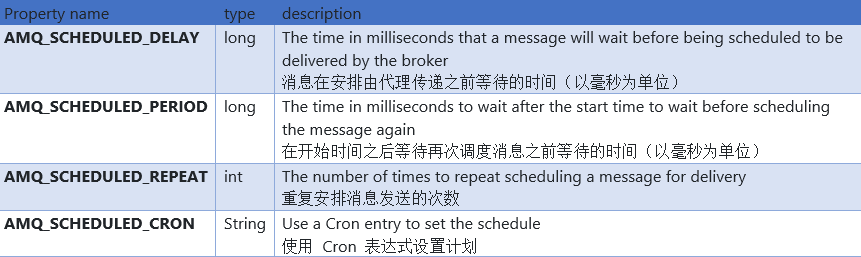 Property name type description
AMQ_SCHEDULED_DELAY long The time in milliseconds that a message will wait before being scheduled to be
delivered by the broker
消息在安排由代理传递之前等待的时间（以毫秒为单位）
AMQ_SCHEDULED_PERIOD long The time in milliseconds to wait after the start time to wait before scheduling
the message again
在开始时间之后等待再次调度消息之前等待的时间（以毫秒为单位）
AMQ_SCHEDULED_REPEAT int The number of times to repeat scheduling a message for delivery
重复安排消息发送的次数
AMQ_SCHEDULED_CRON String Use a Cron entry to set the schedule
使用 Cron 表达式设置计划